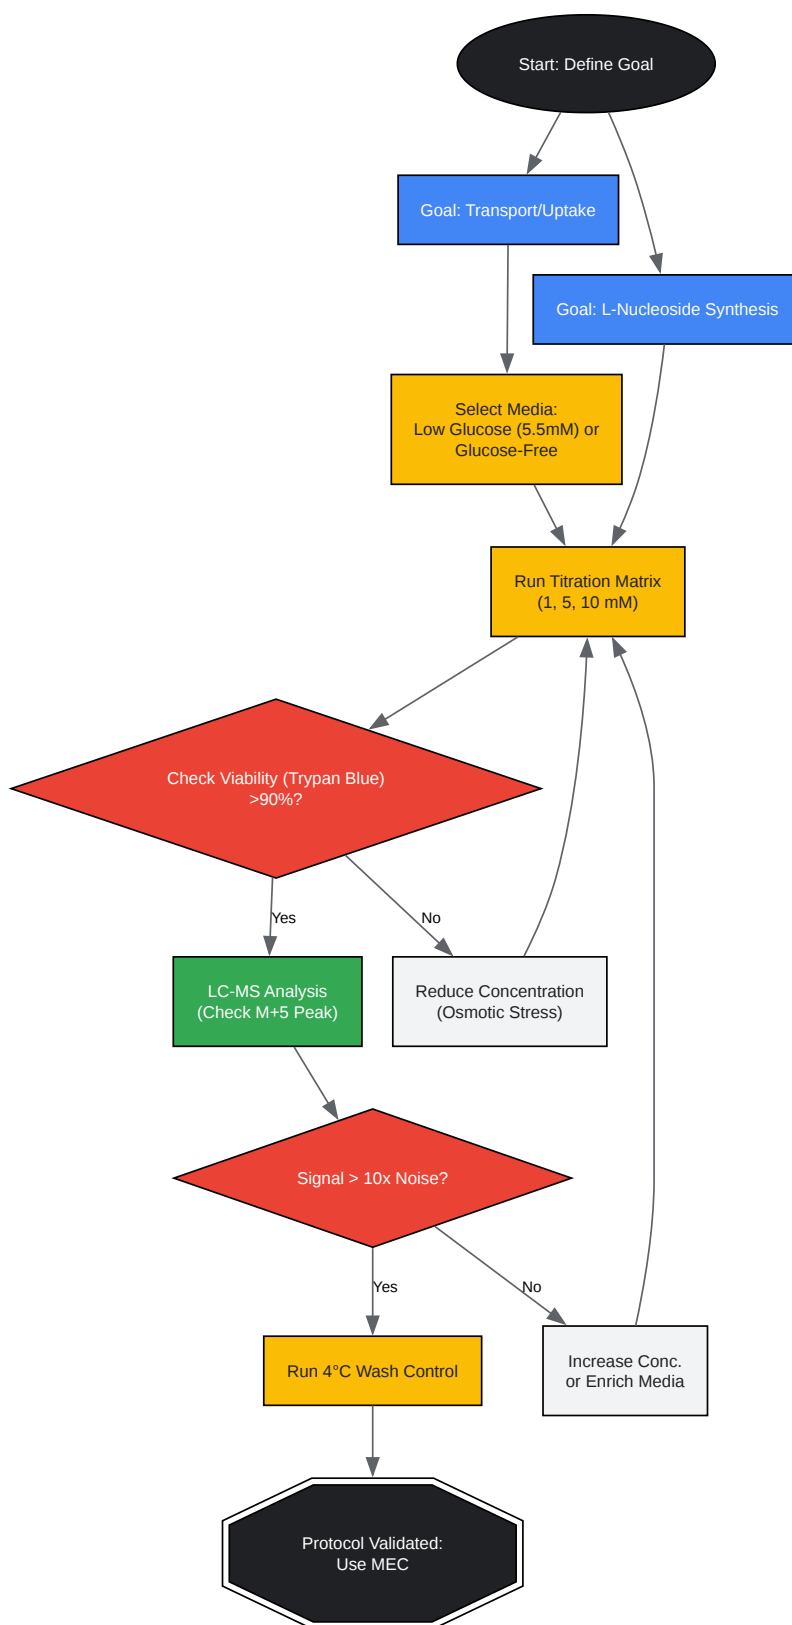 Start: Define Goal
Goal: Transport/Uptake
Goal: L-Nucleoside Synthesis
Select Media:
Low Glucose (5.5mM) or
Glucose-Free
Run Titration Matrix
(1, 5, 10 mM)
Check Viability (Trypan Blue)
>90%?
Yes
No
LC-MS Analysis
(Check M+5 Peak)
Reduce Concentration
(Osmotic Stress)
Signal > 10x Noise?
Yes
No
Run 4°C Wash Control
Increase Conc.
or Enrich Media
Protocol Validated:
Use MEC